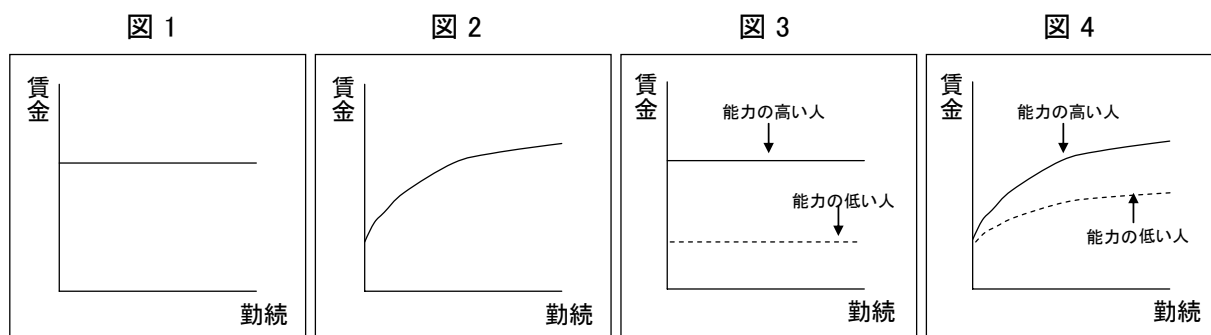 図 1
賃金
勤続
図 2
賃金
勤続
図 3
賃金
能力の高い人
能力の低い人
勤続
図 4
賃金
能力の高い人
能力の低い人
勤続